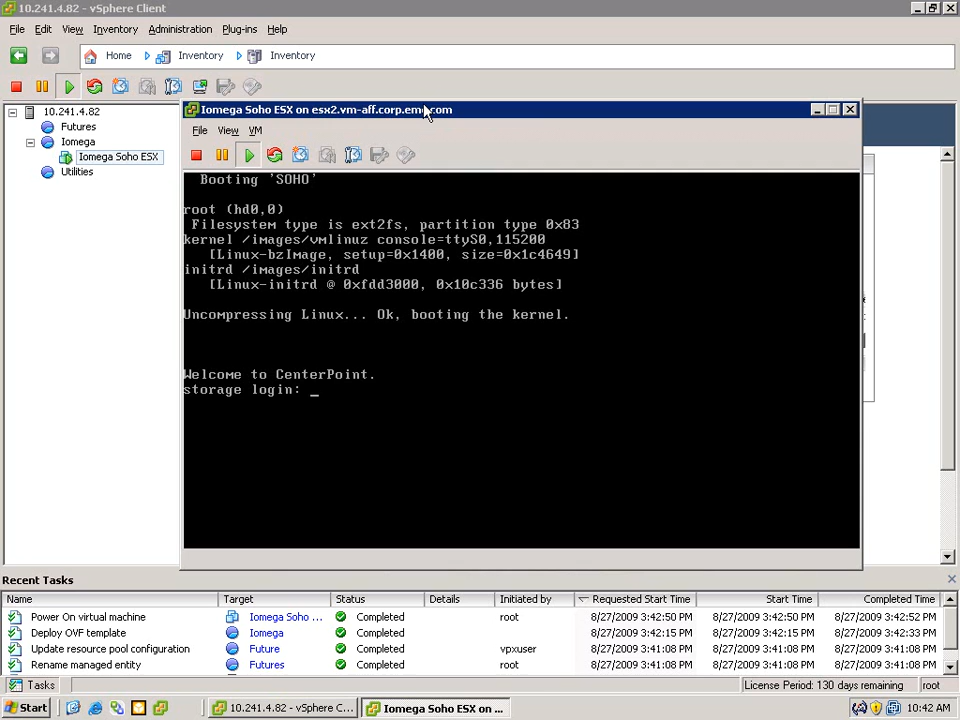 10.241.4.82 - vSphere Client
File Edit View Inventory Administration Plug-ins Help
Home Inventory Inventory
10.241.4.82
Futures
Iomega
Iomega Soho ESX
Utilities
Iomega Soho ESX on esx2.vm-aff.corp.emc.com
File View VM
Booting 'SOHO'
root (hd0,0)
Filesystem type is ext2fs, partition type 0x83
kernel /images/vmlinuz console=ttyS0,115200
[Linux-bzImage, setup=0x1400, size=0x1c4649]
initrd /images/initrd
[Linux-initrd @ 0xfdd3000, 0x10c336 bytes]
Uncompressing Linux... Ok, booting the kernel.
Welcome to CenterPoint.
storage login: _
Recent Tasks
Name Target Status Details Initiated by Requested Start Time Start Time Completed Time
Power On virtual machine Iomega Soho ... Completed root 8/27/2009 3:42:50 PM 8/27/2009 3:42:50 PM 8/27/2009 3:42:52 PM
Deploy OVF template Iomega Completed 8/27/2009 3:42:15 PM 8/27/2009 3:42:15 PM 8/27/2009 3:42:33 PM
Update resource pool configuration Future Completed vpxuser 8/27/2009 3:41:08 PM 8/27/2009 3:41:08 PM 8/27/2009 3:41:08 PM
Rename managed entity Futures Completed root 8/27/2009 3:41:08 PM 8/27/2009 3:41:08 PM 8/27/2009 3:41:08 PM
Tasks License Period: 130 days remaining root
Start 10.241.4.82 - vSphere C... Iomega Soho ESX on ... 10:42 AM